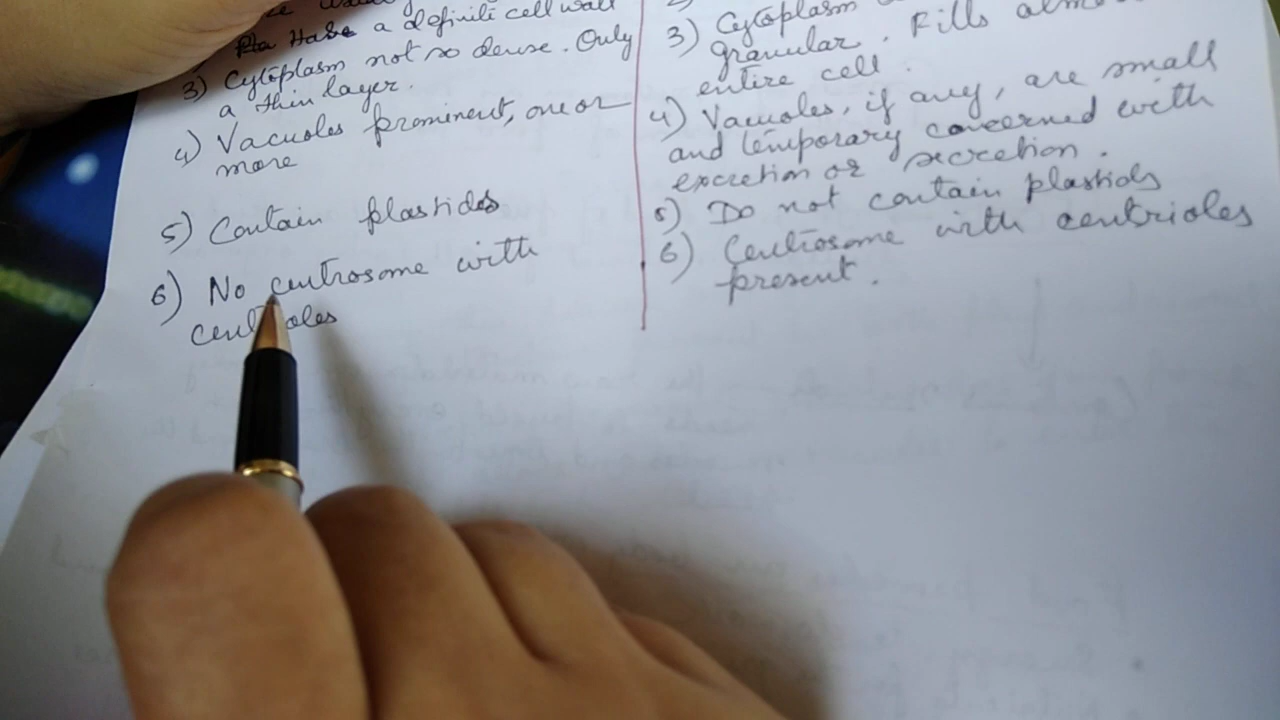 a definite cell wall
3) Cytoplasm not so dense. Only
a thin layer.
4) Vacuoles prominent, one or
more
5) Contain plastids
6) No centrosome with
3) Cytoplasm
granular. Fills
entire cell.
4) Vacuoles, if any, are small
and temporary concerned with
excretion or secretion.
5) Do not contain plastids
6) Centrosome with centrioles
present.